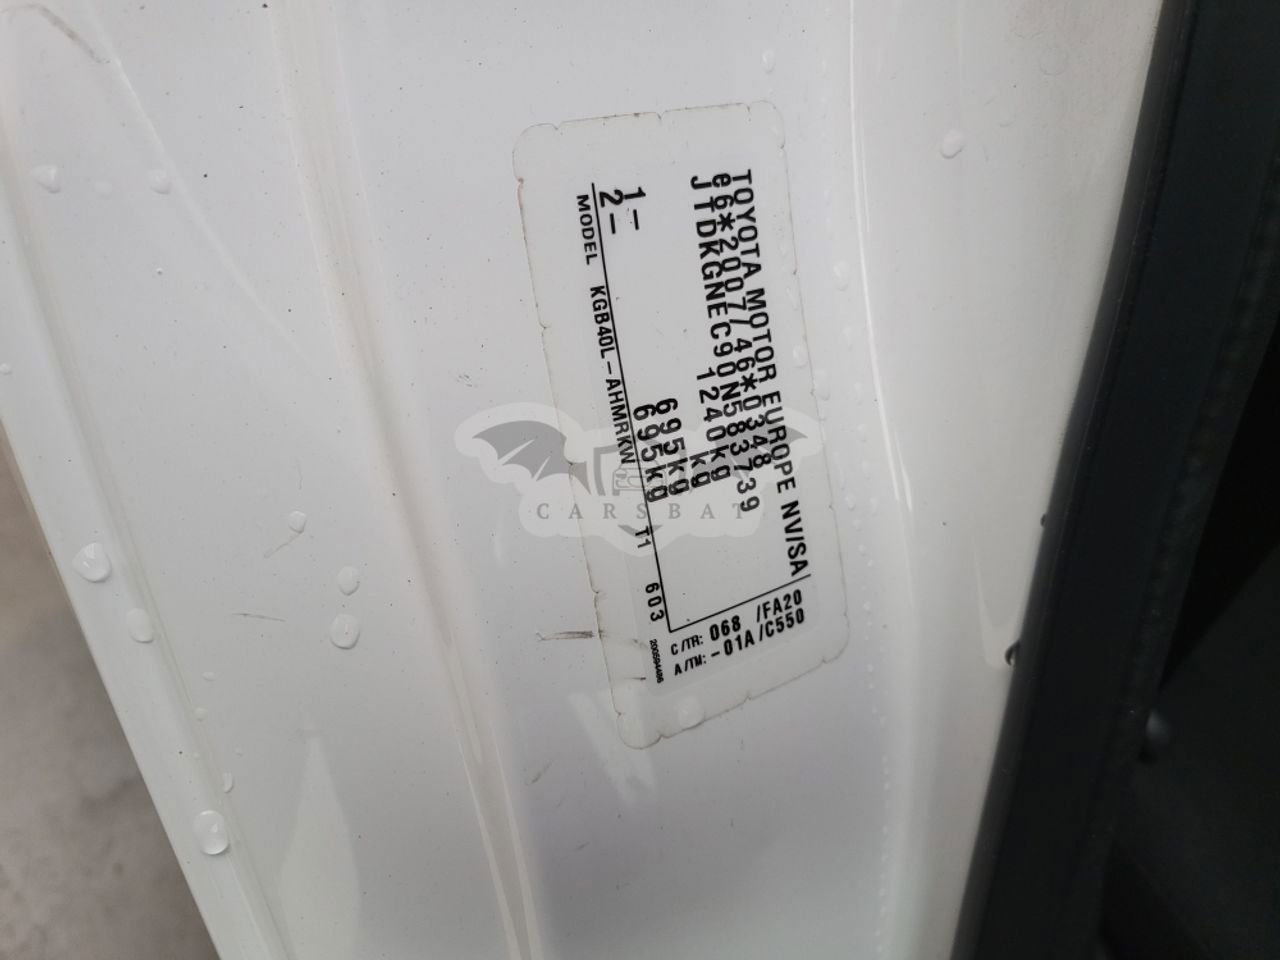 TOYOTA MOTOR EUROPE NV/SA
e6*2007/46*0348
JTDKGNEC90N583739
1240kg
kg
1– 695kg
2– 695kg
MODEL KGB40L–AHMRKW T1 603
C/TR: 068 /FA20
A/TM: –01A /C550
200594486
CARSBAT